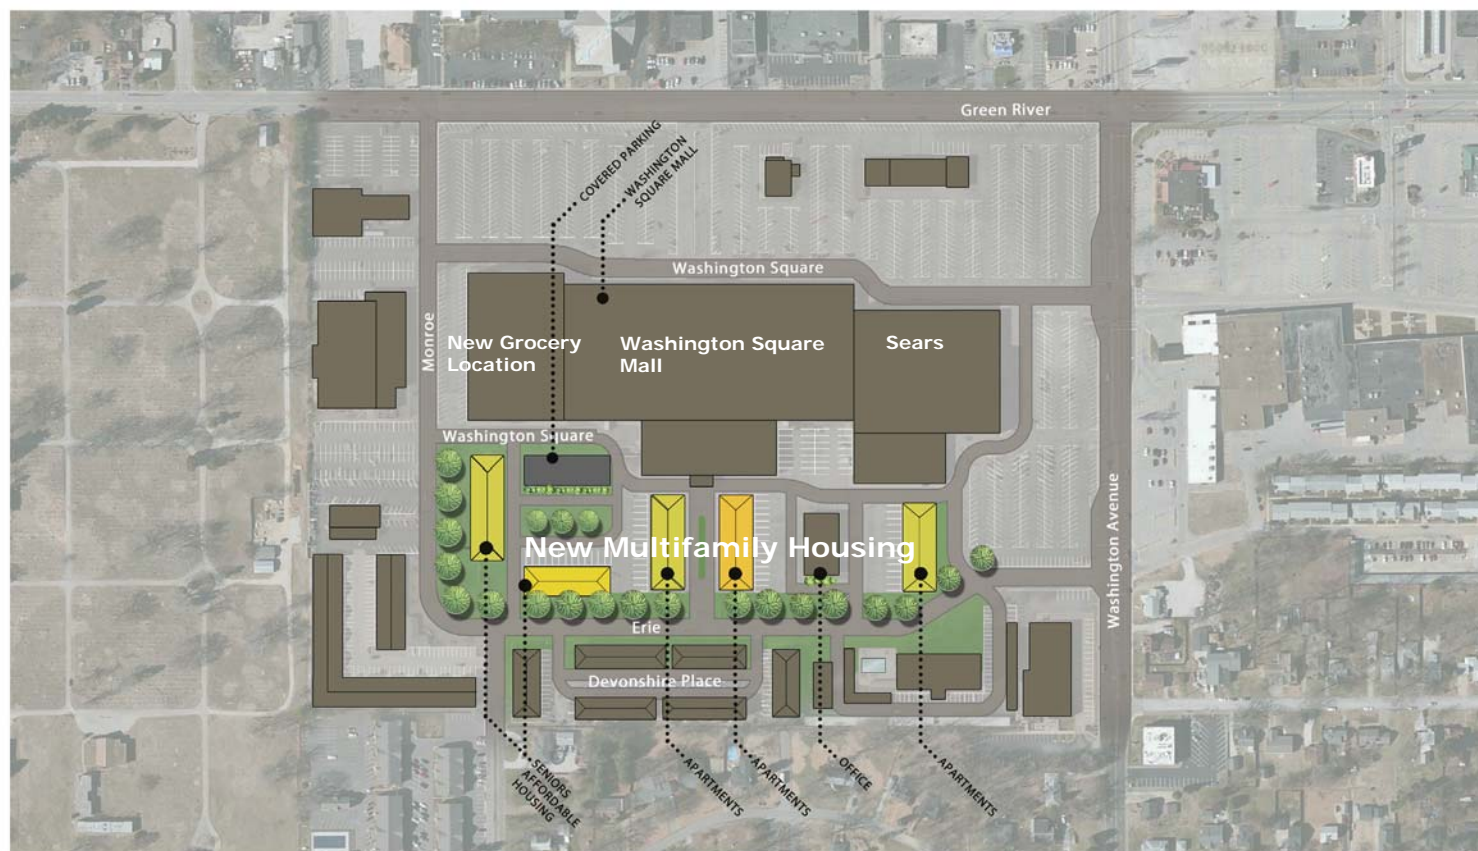 Green River
COVERED PARKING
WASHINGTON
SQUARE MALL
Washington Square
Monroe
New Grocery
Location
Washington Square
Mall
Sears
Washington Square
New Multifamily Housing
Washington Avenue
Erie
Devonshire Place
SENIORS
AFFORDABLE
HOUSING
APARTMENTS
APARTMENTS
OFFICE
APARTMENTS